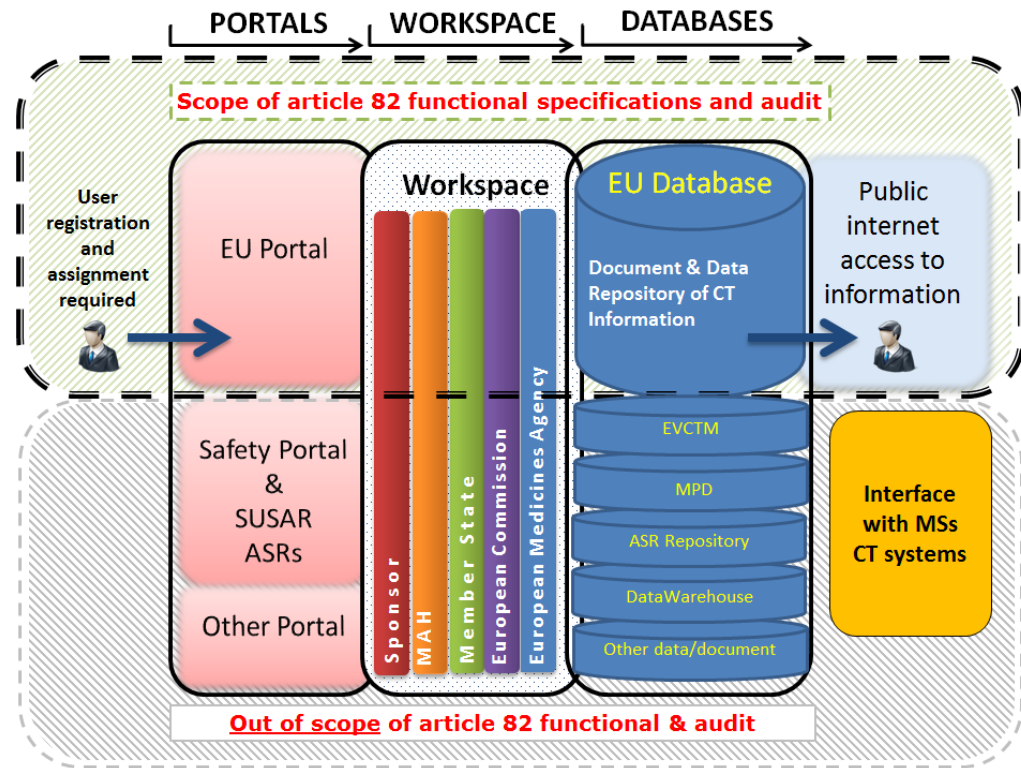 PORTALS
WORKSPACE
DATABASES
Scope of article 82 functional specifications and audit
User
registration
and
assignment
required
EU Portal
Safety Portal
&
SUSAR
ASRs
Other Portal
Workspace
Sponsor
MAH
Member State
European Commission
European Medicines Agency
EU Database
Document & Data
Repository of CT
Information
EVCTM
MPD
ASR Repository
DataWarehouse
Other data/document
Public
internet
access to
information
Interface
with MSs
CT systems
Out of scope of article 82 functional & audit